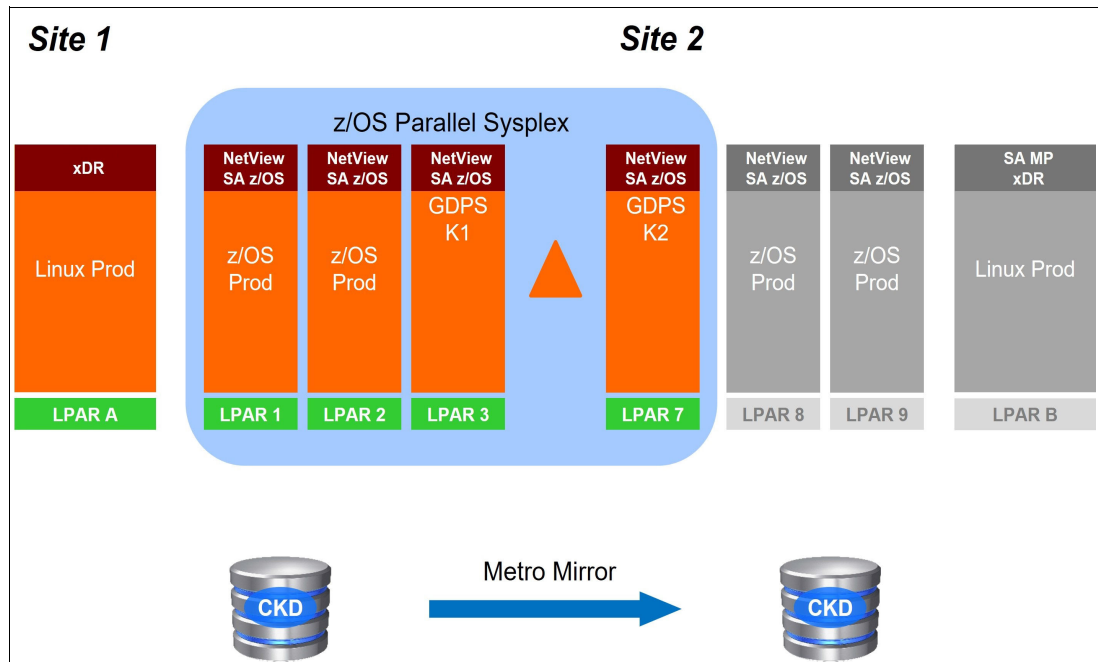 Site 1
Site 2
z/OS Parallel Sysplex
xDR
Linux Prod
LPAR A
NetView
SA z/OS
z/OS
Prod
LPAR 1
NetView
SA z/OS
z/OS
Prod
LPAR 2
NetView
SA z/OS
GDPS
K1
LPAR 3
NetView
SA z/OS
GDPS
K2
LPAR 7
NetView
SA z/OS
z/OS
Prod
LPAR 8
NetView
SA z/OS
z/OS
Prod
LPAR 9
SA MP
xDR
Linux Prod
LPAR B
CKD
Metro Mirror
CKD